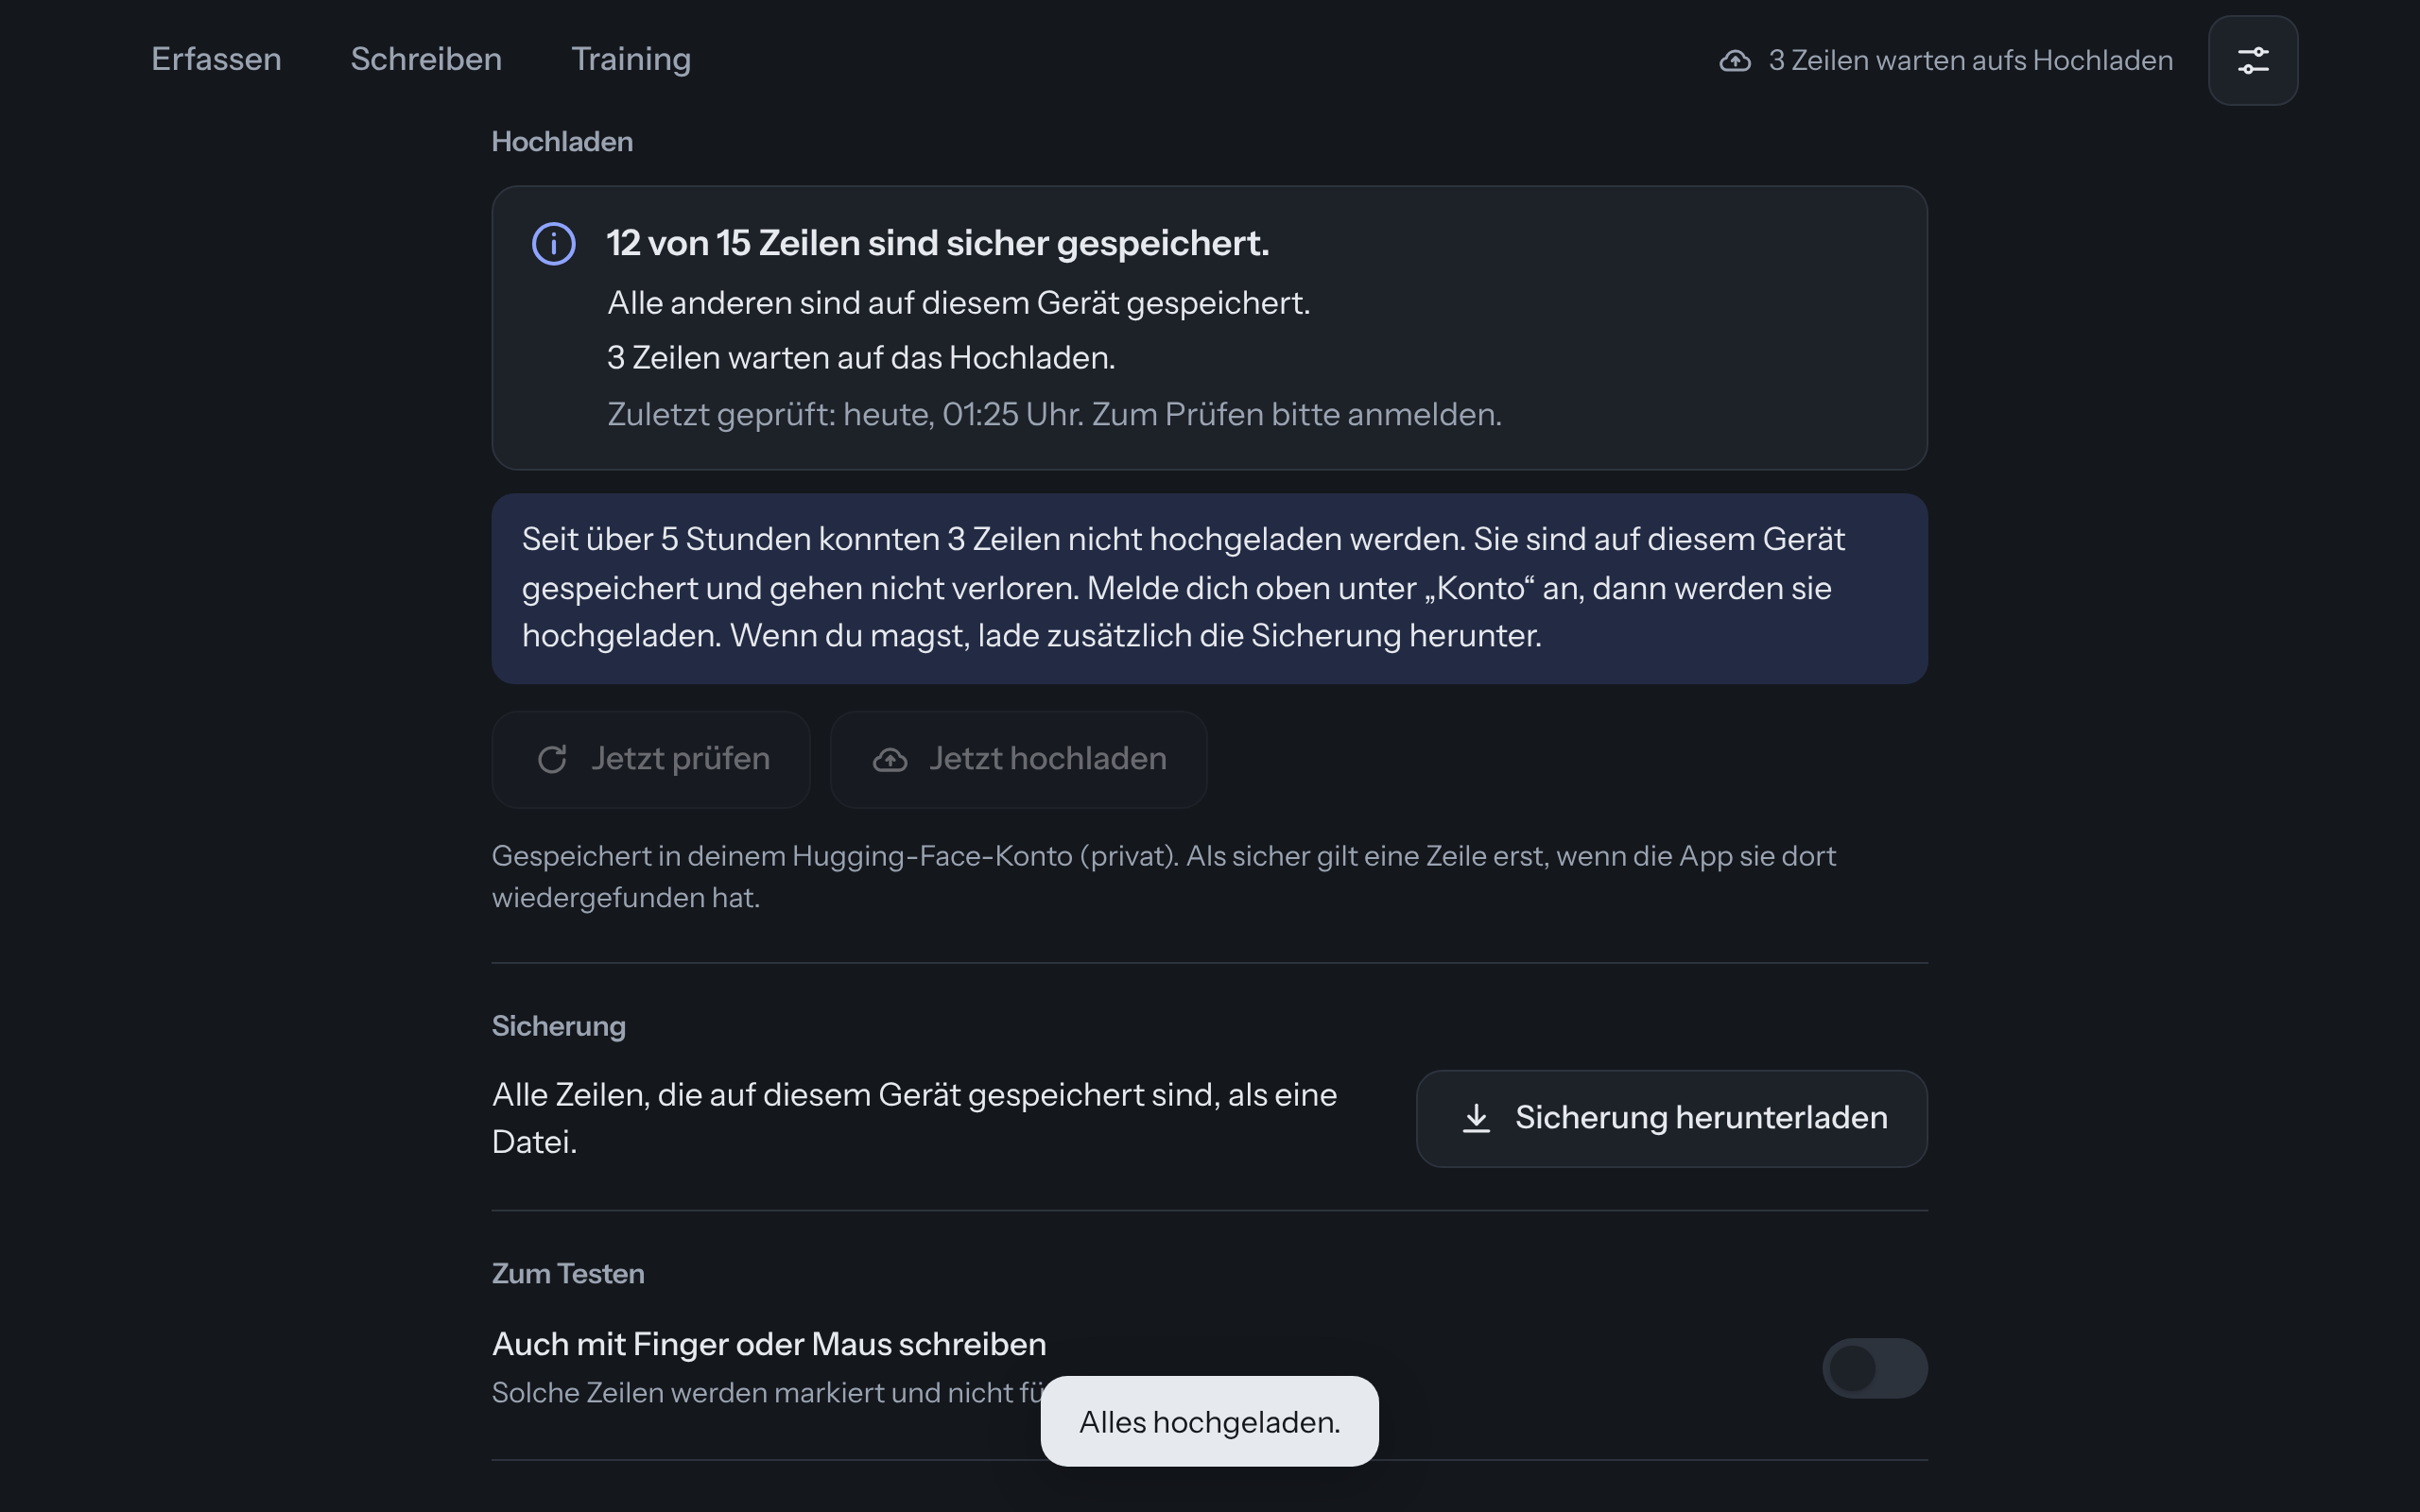 Erfassen Schreiben Training 3 Zeilen warten aufs Hochladen
Hochladen
12 von 15 Zeilen sind sicher gespeichert.
Alle anderen sind auf diesem Gerät gespeichert.
3 Zeilen warten auf das Hochladen.
Zuletzt geprüft: heute, 01:25 Uhr. Zum Prüfen bitte anmelden.
Seit über 5 Stunden konnten 3 Zeilen nicht hochgeladen werden. Sie sind auf diesem Gerät
gespeichert und gehen nicht verloren. Melde dich oben unter „Konto“ an, dann werden sie
hochgeladen. Wenn du magst, lade zusätzlich die Sicherung herunter.
Jetzt prüfen Jetzt hochladen
Gespeichert in deinem Hugging-Face-Konto (privat). Als sicher gilt eine Zeile erst, wenn die App sie dort
wiedergefunden hat.
Sicherung
Alle Zeilen, die auf diesem Gerät gespeichert sind, als eine
Datei.
Sicherung herunterladen
Zum Testen
Auch mit Finger oder Maus schreiben
Solche Zeilen werden markiert und nicht
Alles hochgeladen.